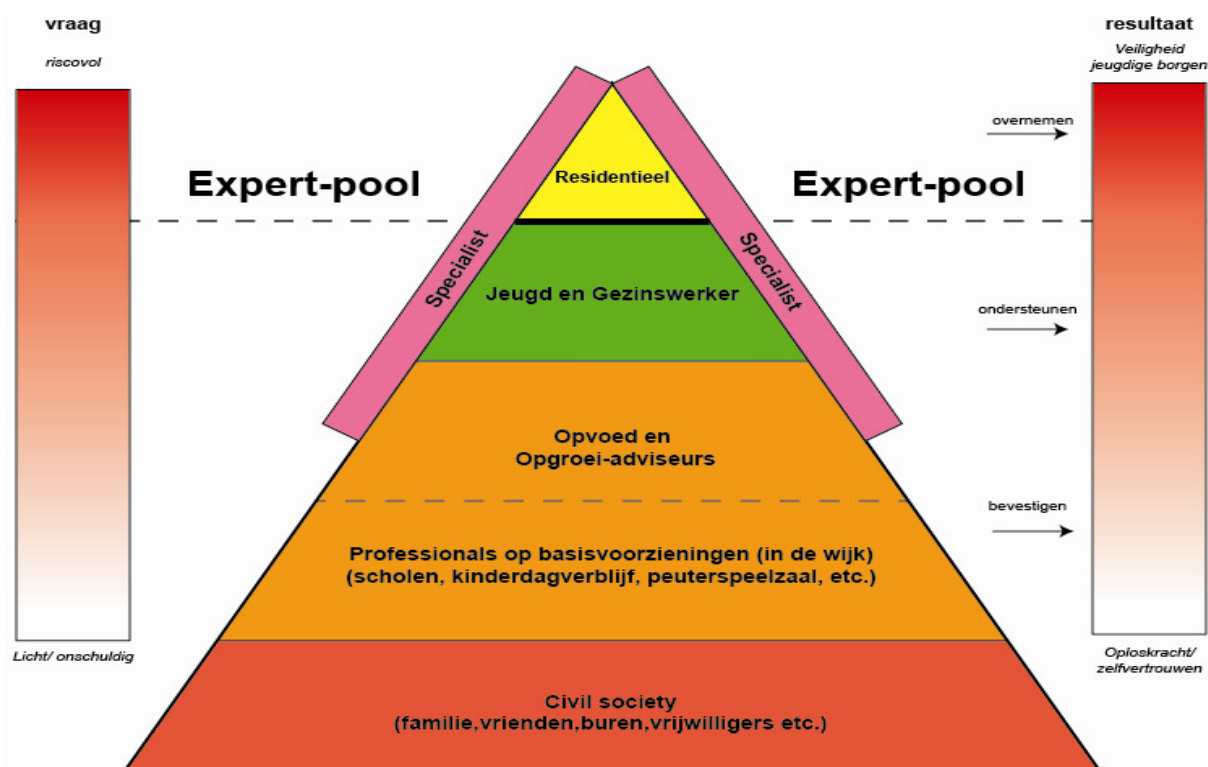 vraag
riscovol
resultaat
Veiligheid
jeugdige borgen
overnemen
Expert-pool
Residentieel
Expert-pool
Specialist
Specialist
Jeugd en Gezinswerker
ondersteunen
Opvoed en
Opgroei-adviseurs
bevestigen
Professionals op basisvoorzieningen (in de wijk)
(scholen, kinderdagverblijf, peuterspeelzaal, etc.)
Licht/ onschuldig
Oploskracht/
zelfvertrouwen
Civil society
(familie,vrienden,buren,vrijwilligers etc.)